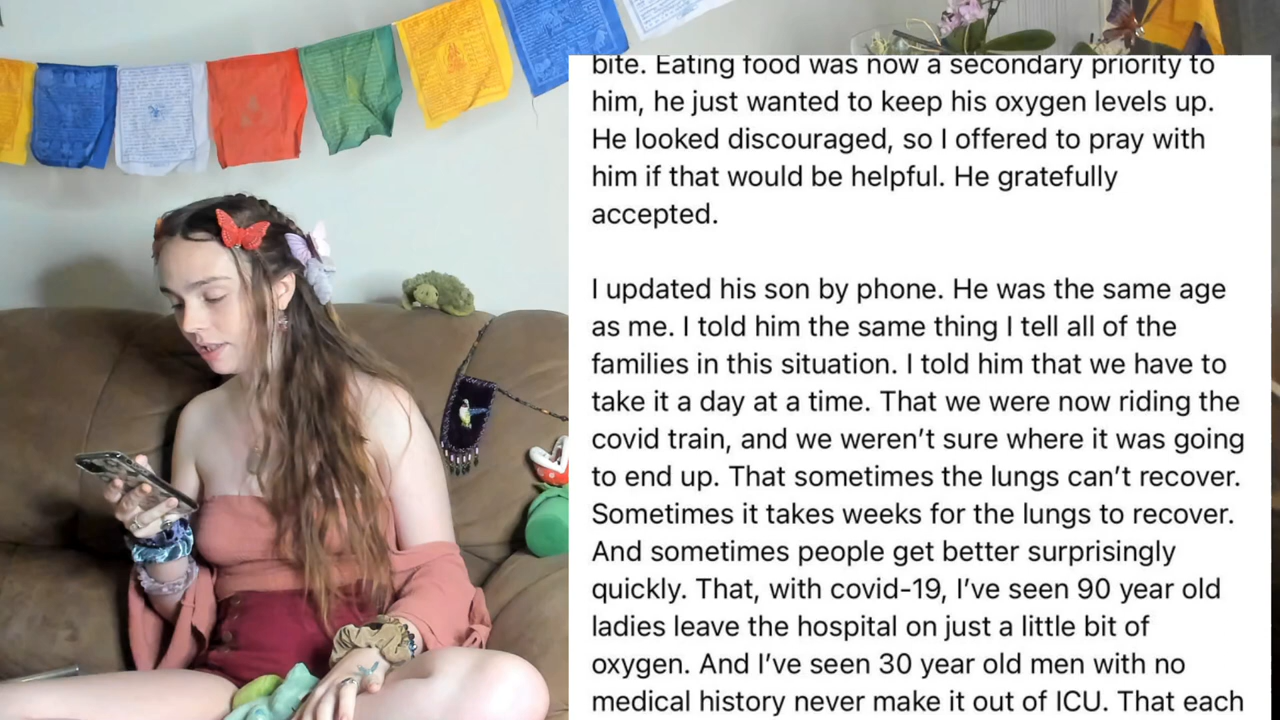 bite. Eating food was now a secondary priority to
him, he just wanted to keep his oxygen levels up.
He looked discouraged, so I offered to pray with
him if that would be helpful. He gratefully
accepted.
I updated his son by phone. He was the same age
as me. I told him the same thing I tell all of the
families in this situation. I told him that we have to
take it a day at a time. That we were now riding the
covid train, and we weren’t sure where it was going
to end up. That sometimes the lungs can’t recover.
Sometimes it takes weeks for the lungs to recover.
And sometimes people get better surprisingly
quickly. That, with covid-19, I’ve seen 90 year old
ladies leave the hospital on just a little bit of
oxygen. And I’ve seen 30 year old men with no
medical history never make it out of ICU. That each